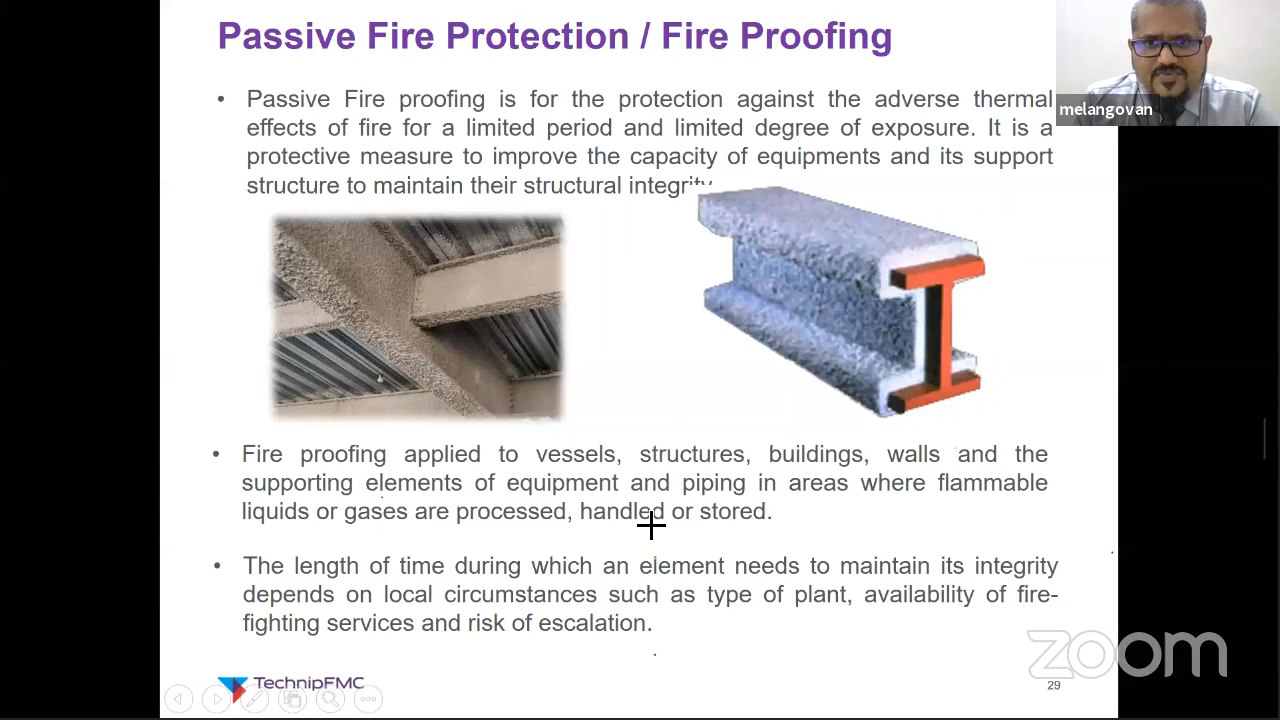 Passive Fire Protection / Fire Proofing
• Passive Fire proofing is for the protection against the adverse thermal
effects of fire for a limited period and limited degree of exposure. It is a
protective measure to improve the capacity of equipments and its support
structure to maintain their structural integrity.
melangovan
• Fire proofing applied to vessels, structures, buildings, walls and the
supporting elements of equipment and piping in areas where flammable
liquids or gases are processed, handled or stored.
• The length of time during which an element needs to maintain its integrity
depends on local circumstances such as type of plant, availability of fire-
fighting services and risk of escalation.
zoom
TechnipFMC
29